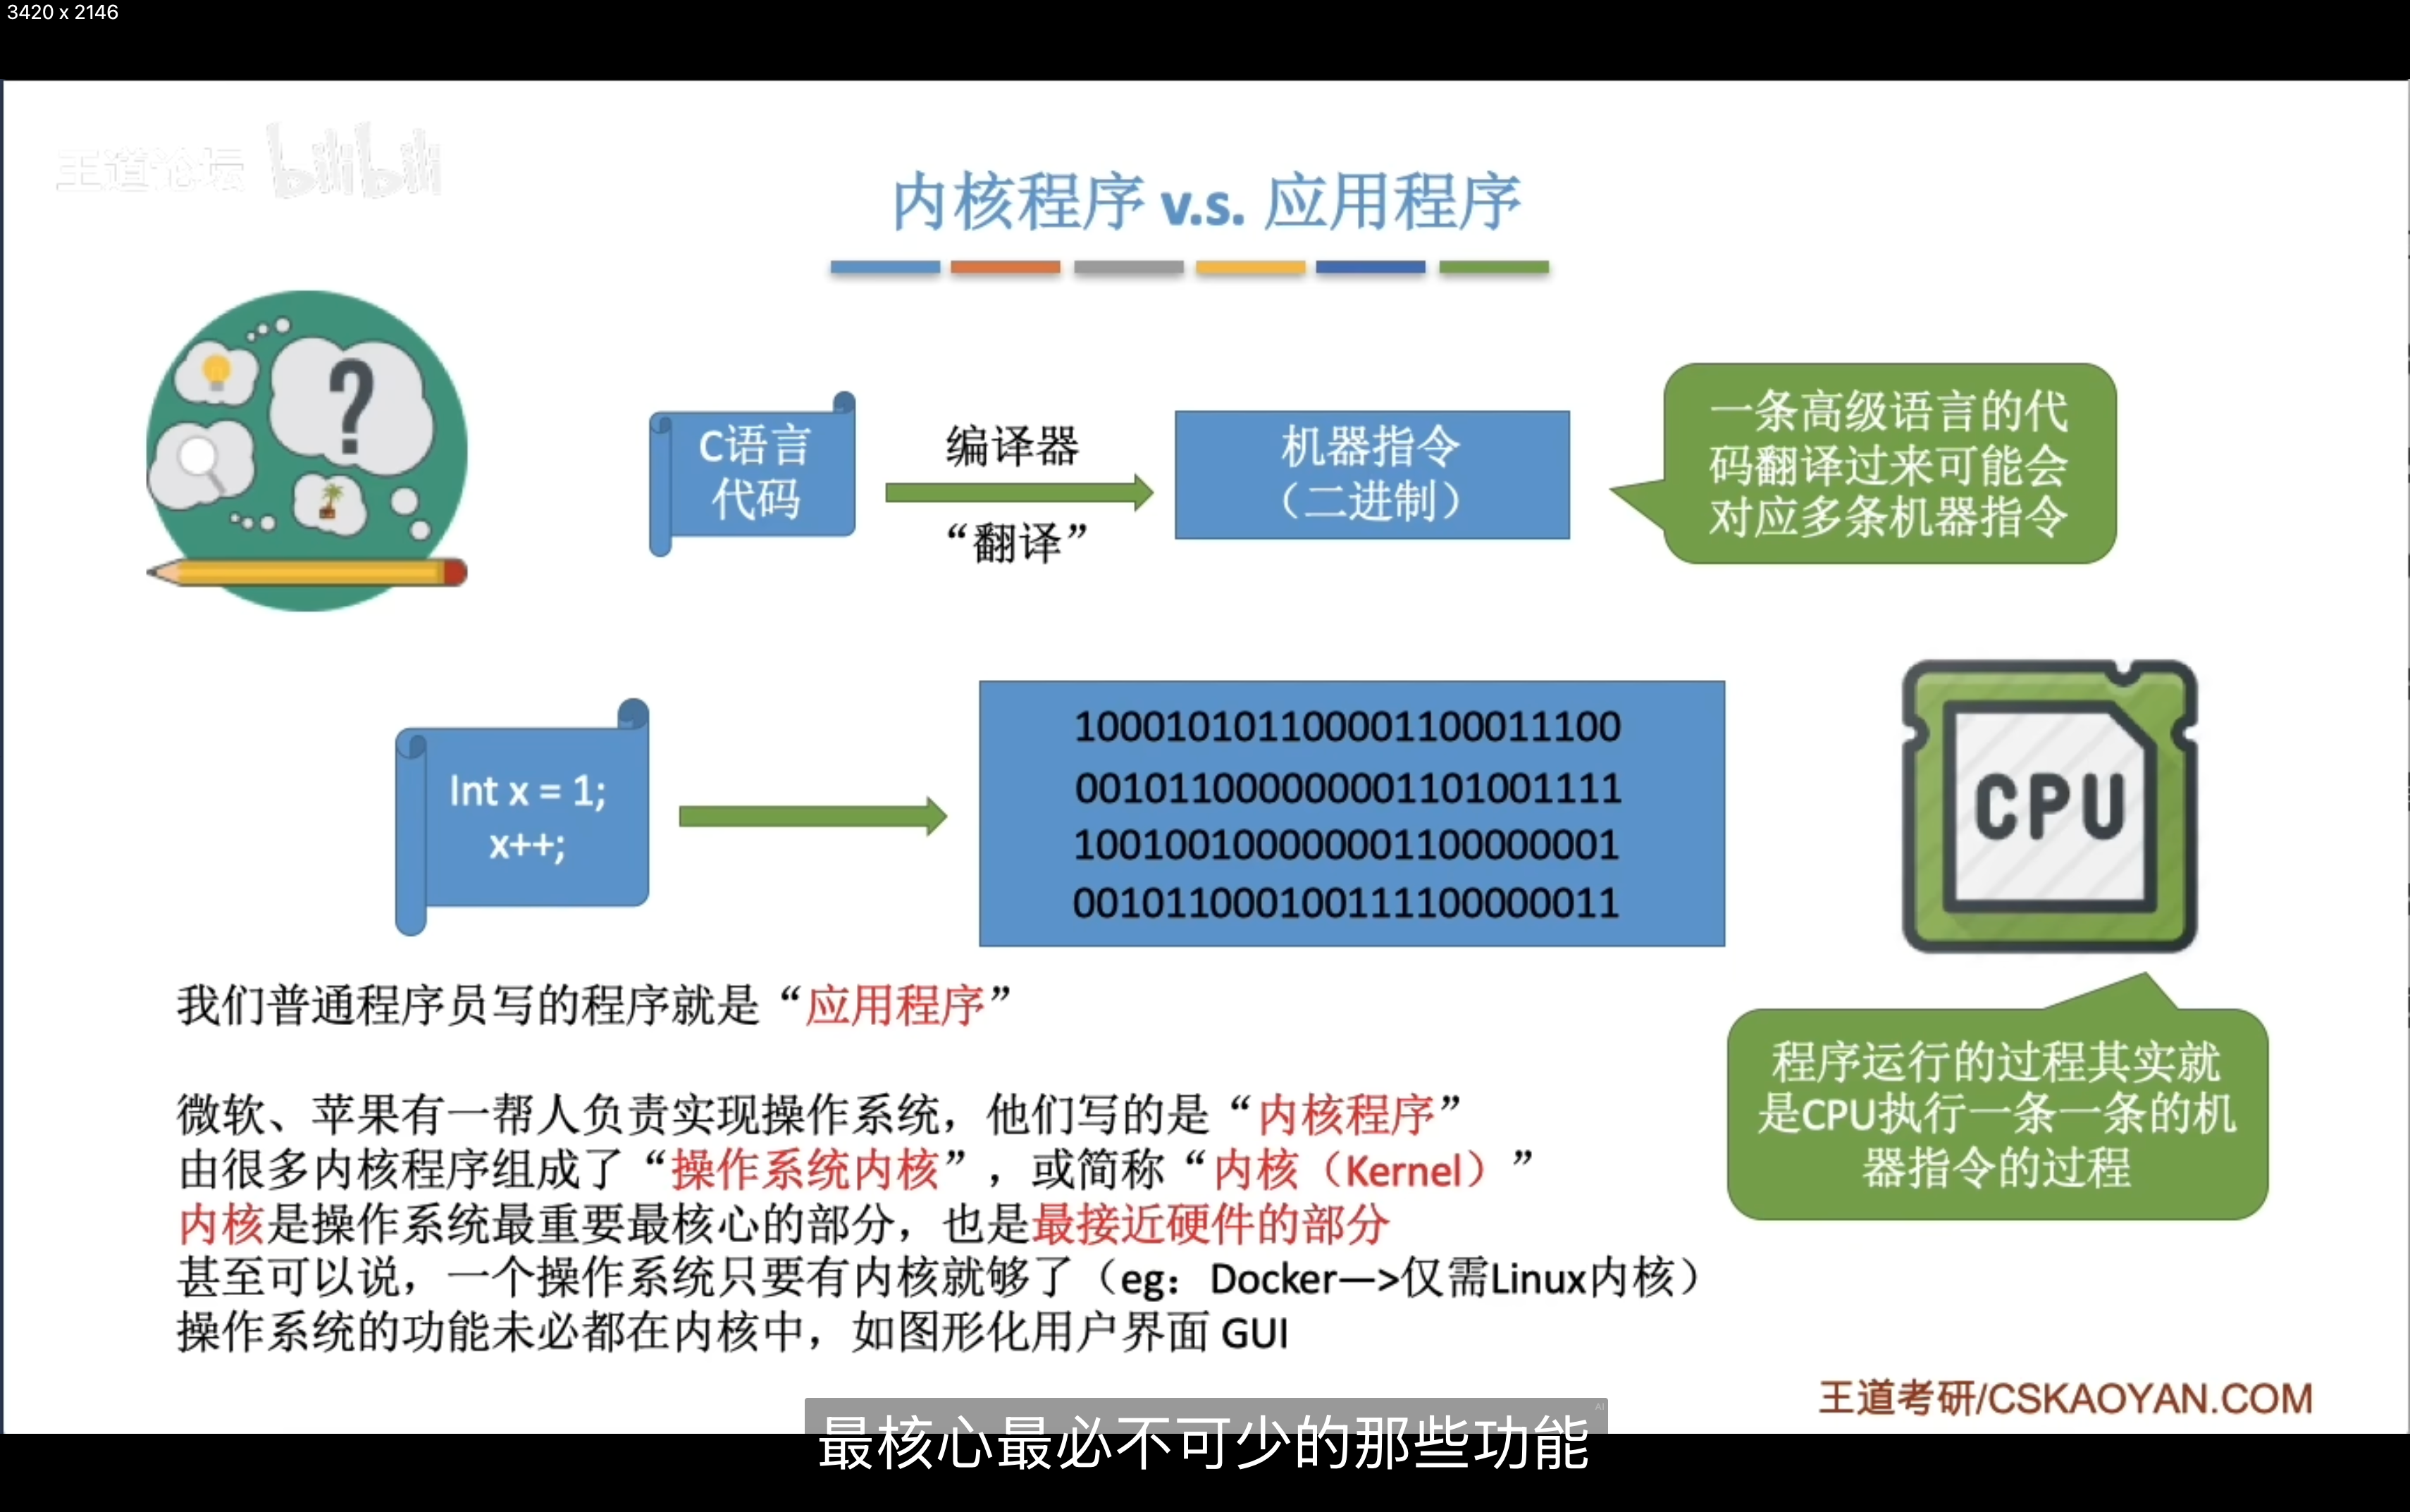 3420 x 2146
王道论坛 bilibili
内核程序 v.s. 应用程序
?
C语言
代码
编译器
“翻译”
机器指令
（二进制）
一条高级语言的代
码翻译过来可能会
对应多条机器指令
Int x = 1;
x++;
100010101100001100011100
001011000000001101001111
100100100000001100000001
001011000100111100000011
CPU
我们普通程序员写的程序就是“应用程序”
微软、苹果有一帮人负责实现操作系统，他们写的是“内核程序”
由很多内核程序组成了“操作系统内核”，或简称“内核（Kernel）”
内核是操作系统最重要最核心的部分，也是最接近硬件的部分
甚至可以说，一个操作系统只要有内核就够了（eg：Docker—>仅需Linux内核）
操作系统的功能未必都在内核中，如图形化用户界面 GUI
程序运行的过程其实就
是CPU执行一条一条的机
器指令的过程
王道考研/CSKAOYAN.COM
AI
最核心最必不可少的那些功能